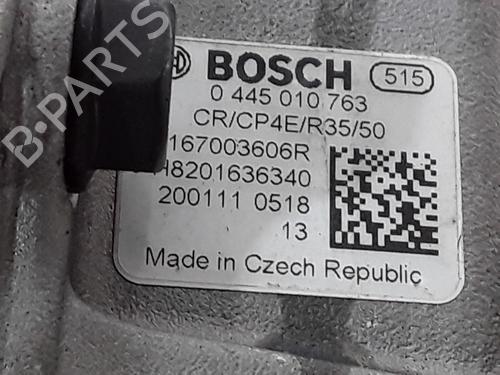 B-PARTS
BOSCH 515
0 445 010 763
CR/CP4E/R35/50
167003606R
H8201636340
200111 0518
13
Made in Czech Republic